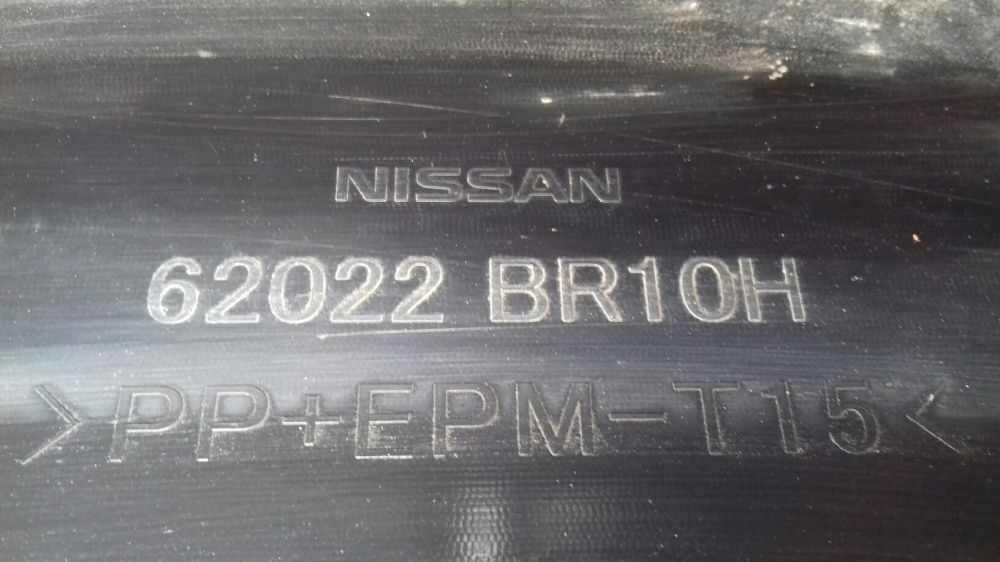 NISSAN
62022 BR10H
>PP+EPM-T15<